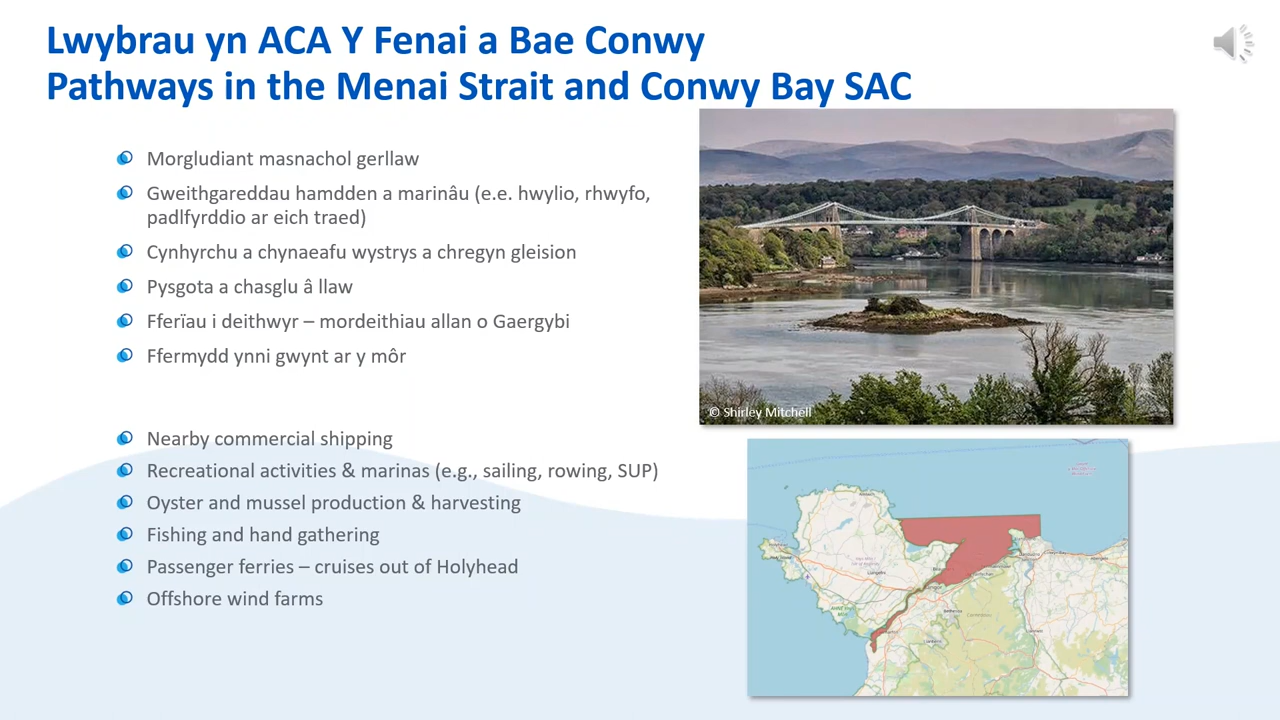 Lwybrau yn ACA Y Fenai a Bae Conwy
Pathways in the Menai Strait and Conwy Bay SAC
Morgludiant masnachol gerllaw
Gweithgareddau hamdden a marinâu (e.e. hwylio, rhwyfo,
padlfyrddio ar eich traed)
Cynhyrchu a chynaeafu wystrys a chregyn gleision
Pysgota a chasglu â llaw
Fferïau i deithwyr – mordeithiau allan o Gaergybi
Ffermydd ynni gwynt ar y môr
Nearby commercial shipping
Recreational activities & marinas (e.g., sailing, rowing, SUP)
Oyster and mussel production & harvesting
Fishing and hand gathering
Passenger ferries – cruises out of Holyhead
Offshore wind farms
© Shirley Mitchell